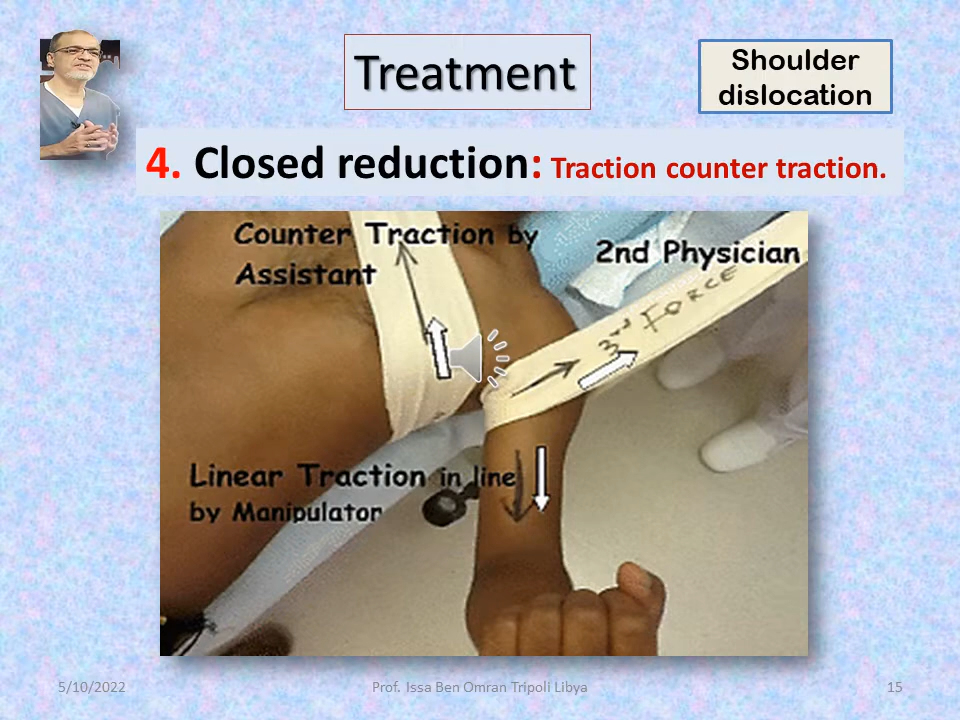 Treatment
Shoulder
dislocation
4. Closed reduction: Traction counter traction.
Counter Traction by
Assistant
2nd Physician
3rd FORCE
Linear Traction in line
by Manipulator
5/10/2022
Prof. Issa Ben Omran Tripoli Libya
15